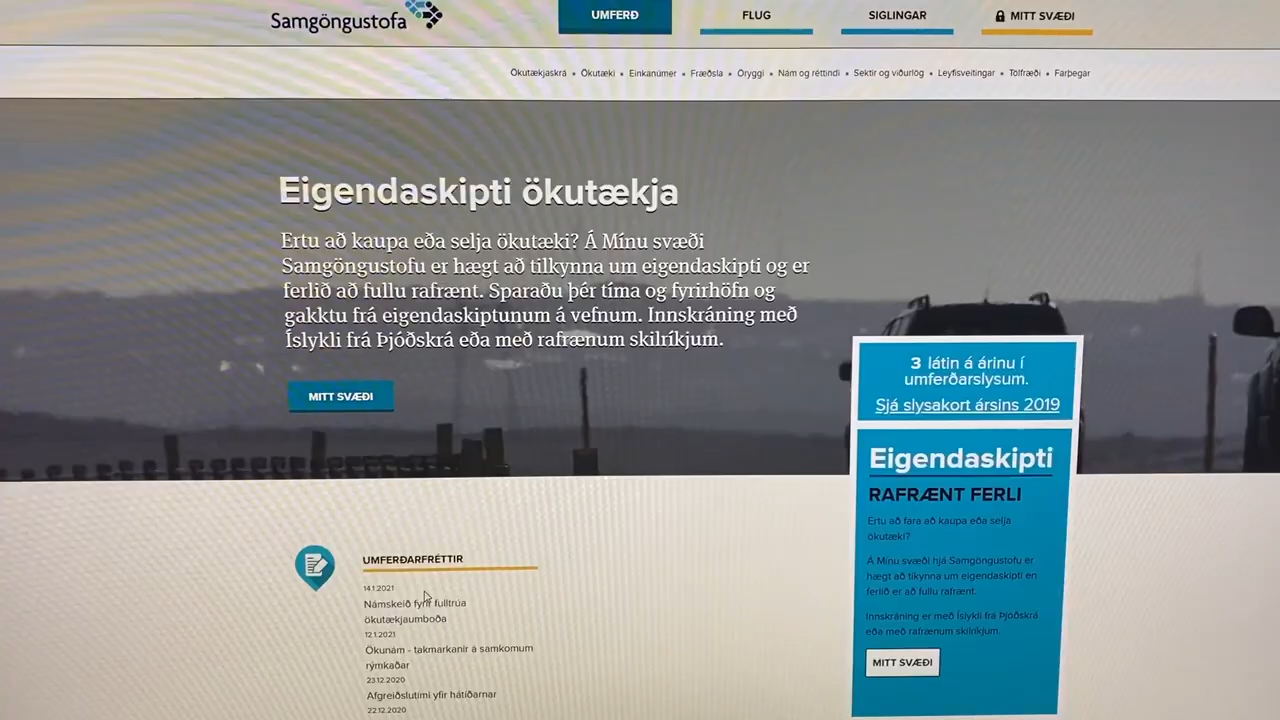 Samgöngustofa
UMFERÐ
FLUG
SIGLINGAR
MITT SVÆÐI
Ökutækjaskrá • Ökutæki • Einkanúmer • Fræðsla • Öryggi • Nám og réttindi • Sektir og viðurlög • Leyfisveitingar • Tölfræði • Farþegar
Eigendaskipti ökutækja
Ertu að kaupa eða selja ökutæki? Á Mínu svæði
Samgöngustofu er hægt að tilkynna um eigendaskipti og er
ferlið að fullu rafrænt. Sparaðu þér tíma og fyrirhöfn og
gakktu frá eigendaskiptunum á vefnum. Innskráning með
Íslykli frá Þjóðskrá eða með rafrænum skilríkjum.
MITT SVÆÐI
3 látin á árinu í
umferðarslysum.
Sjá slysakort ársins 2019
Eigendaskipti
RAFRÆNT FERLI
Ertu að fara að kaupa eða selja
ökutæki?
Á Mínu svæði hjá Samgöngustofu er
hægt að tilkynna um eigendaskipti en
ferlið er að fullu rafrænt.
Innskráning er með Íslykli frá Þjóðskrá
eða með rafrænum skilríkjum.
MITT SVÆÐI
UMFERÐARFRÉTTIR
14.1.2021
Námskeið fyrir fulltrúa
ökutækjaumboða
12.1.2021
Ökunám - takmarkanir á samkomum
rýmkaðar
23.12.2020
Afgreiðslutími yfir hátíðarnar
22.12.2020